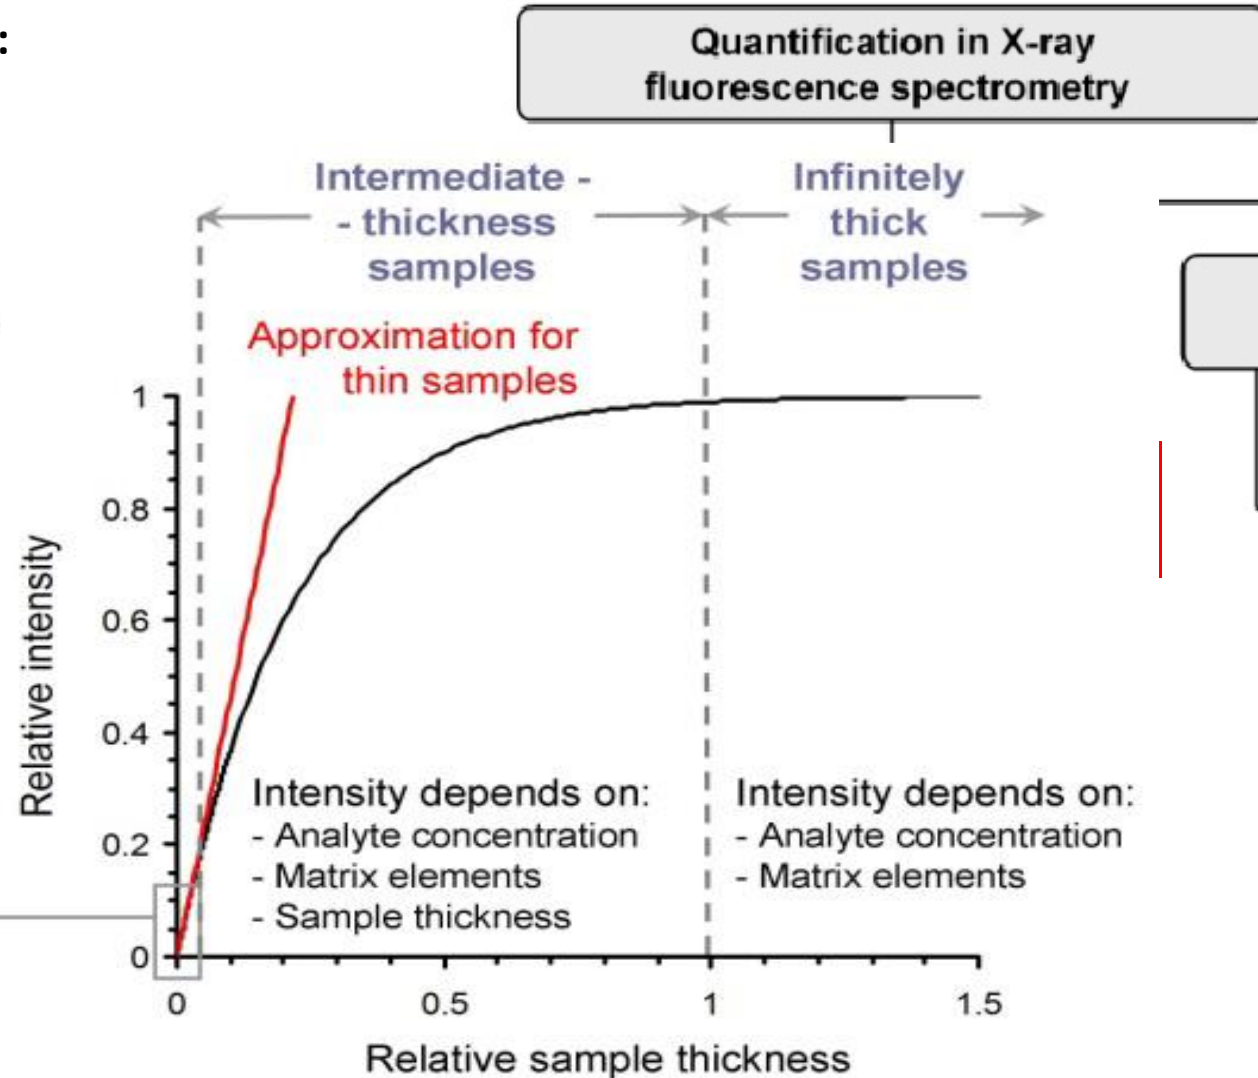 :
Quantification in X-ray
fluorescence spectrometry
Intermediate -
- thickness
samples
Infinitely
thick
samples
Approximation for
thin samples
1
0.8
0.6
0.4
0.2
0
Relative intensity
Intensity depends on:
- Analyte concentration
- Matrix elements
- Sample thickness
Intensity depends on:
- Analyte concentration
- Matrix elements
0
0.5
1
1.5
Relative sample thickness